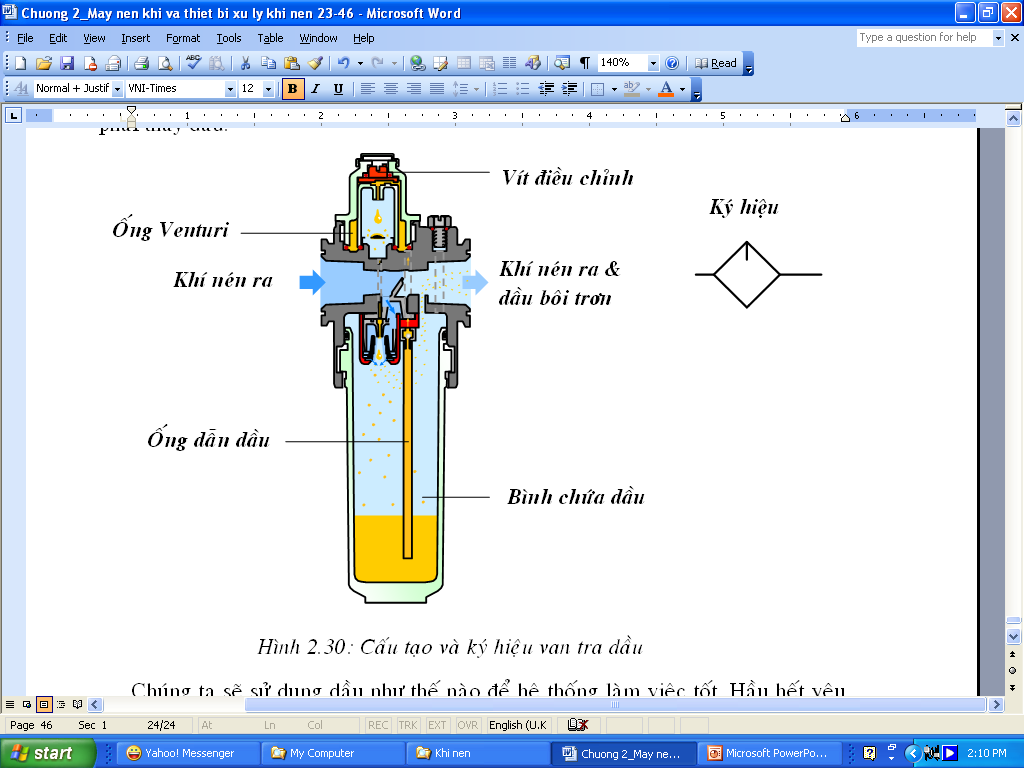 Chuong 2_May nen khi va thiet bi xu ly khi nen 23-46 - Microsoft Word
File Edit View Insert Format Tools Table Window Help
Type a question for help
140% Read
Normal + Justif VNI-Times 12 B I U
1 2 3 4 5 6
Vít điều chỉnh
Ký hiệu
Ống Venturi
Khí nén ra
Khí nén ra &
dầu bôi trơn
Ống dẫn dầu
Bình chứa dầu
Hình 2.30: Cấu tạo và ký hiệu van tra dầu
Chúng ta sẽ sử dụng dầu như thế nào để hệ thống làm việc tốt. Hầu hết yêu
Page 46 Sec 1 24/24 At Ln Col REC TRK EXT OVR English (U.K
start Yahoo! Messenger My Computer Khi nen Chuong 2_May ne... Microsoft PowerPo... 2:10 PM